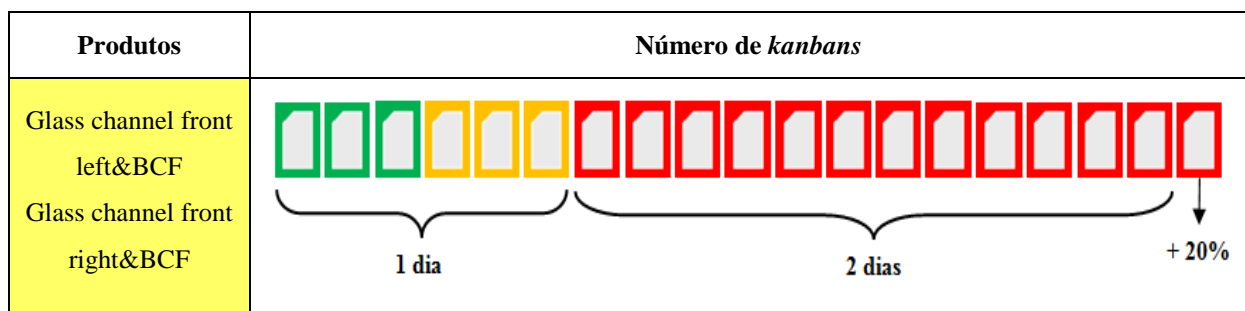 Produtos
Número de kanbans
Glass channel front
left&BCF
Glass channel front
right&BCF
1 dia
2 dias
+ 20%